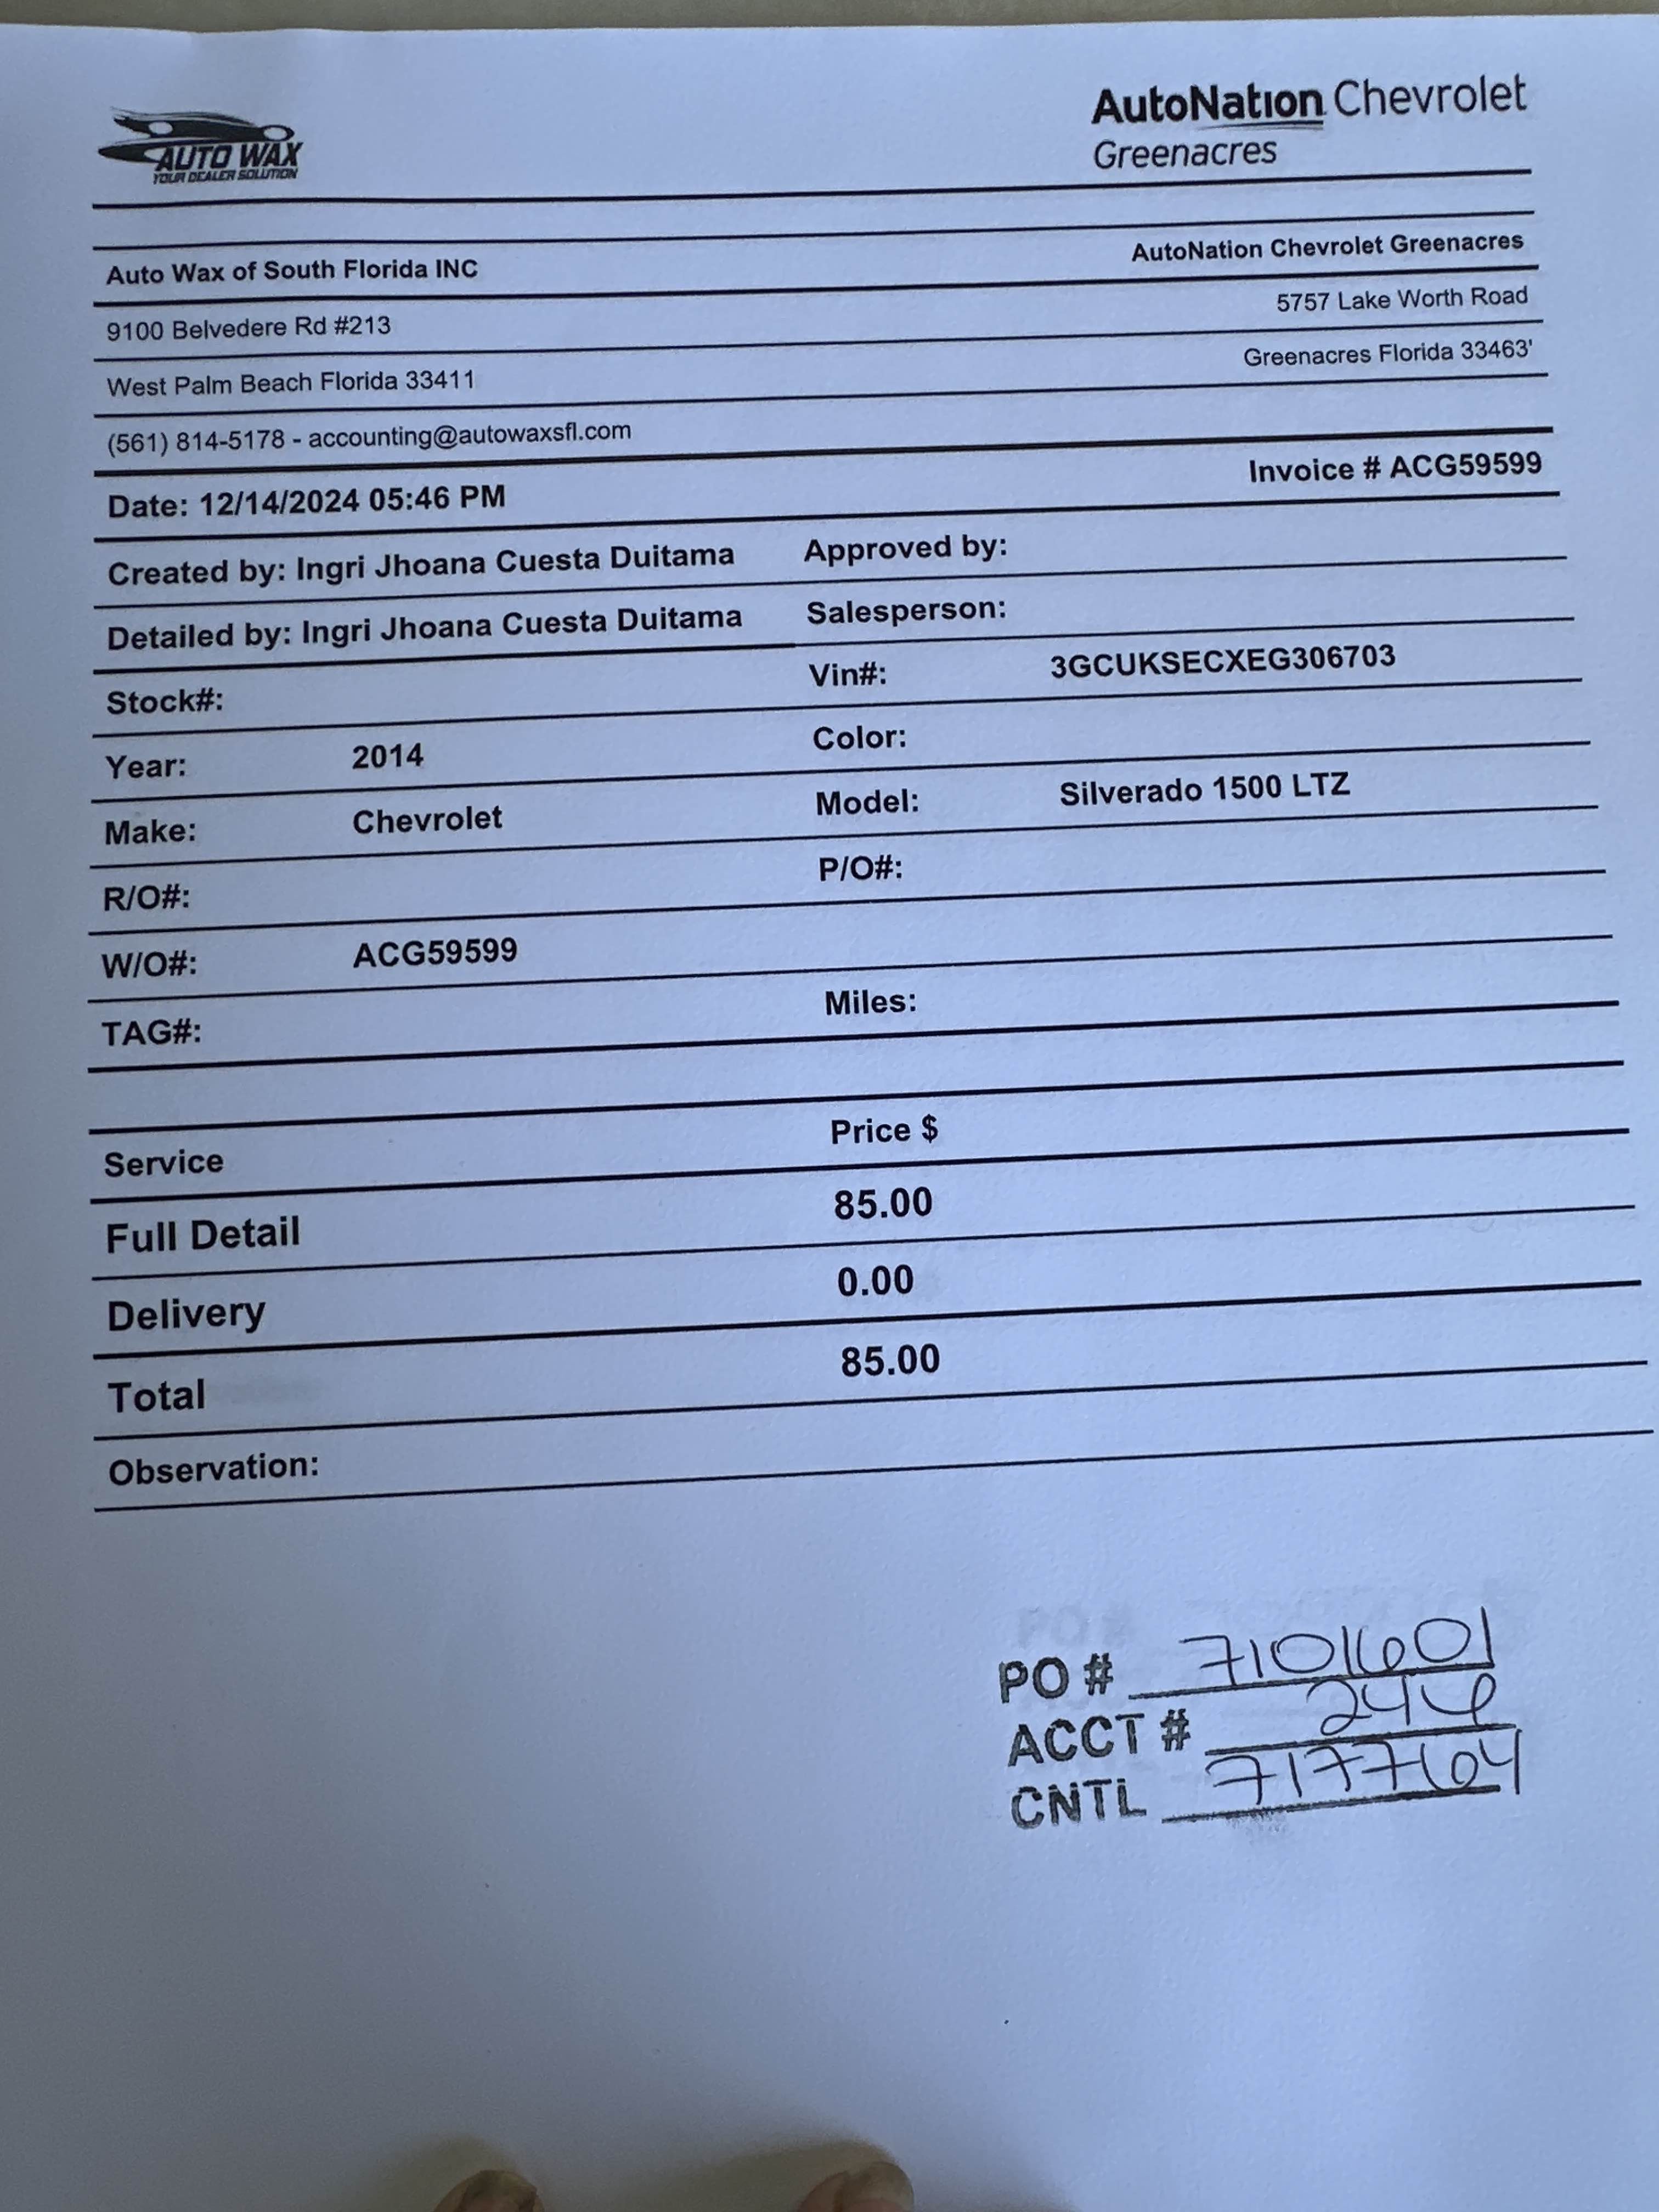 AUTO WAX
YOUR DEALER SOLUTION
AutoNation Chevrolet
Greenacres
Auto Wax of South Florida INC
AutoNation Chevrolet Greenacres
9100 Belvedere Rd #213
5757 Lake Worth Road
West Palm Beach Florida 33411
Greenacres Florida 33463'
(561) 814-5178 - accounting@autowaxsfl.com
Date: 12/14/2024 05:46 PM
Invoice # ACG59599
Created by: Ingri Jhoana Cuesta Duitama Approved by:
Detailed by: Ingri Jhoana Cuesta Duitama Salesperson:
Stock#: Vin#: 3GCUKSECXEG306703
Year: 2014 Color:
Make: Chevrolet Model: Silverado 1500 LTZ
R/O#: P/O#:
W/O#: ACG59599
TAG#: Miles:
Service Price $
Full Detail 85.00
Delivery 0.00
Total 85.00
Observation:
PO # 7101601
ACCT # 246
CNTL 7177604